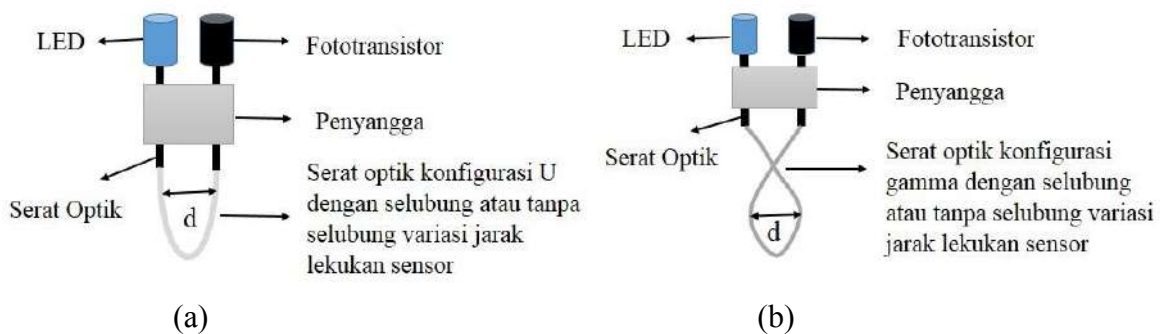 LED
Fototransistor
Penyangga
Serat Optik
d
Serat optik konfigurasi U
dengan selubung atau tanpa
selubung variasi jarak
lekukan sensor
(a)
LED
Fototransistor
Penyangga
Serat Optik
d
Serat optik konfigurasi
gamma dengan selubung
atau tanpa selubung variasi
jarak lekukan sensor
(b)